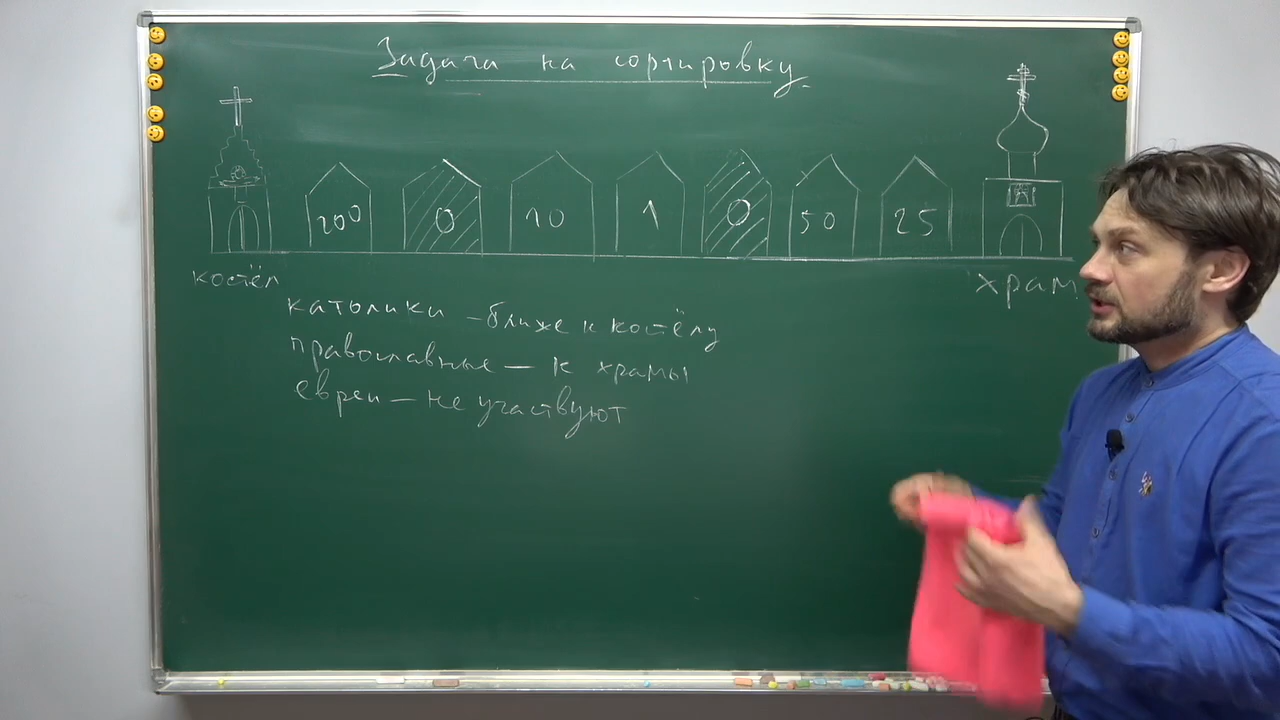 Задача на сортировку.
200 0 10 1 0 50 25
костёл
храм
католики - ближе к костёлу
православные — к храмы
евреи — не участвуют